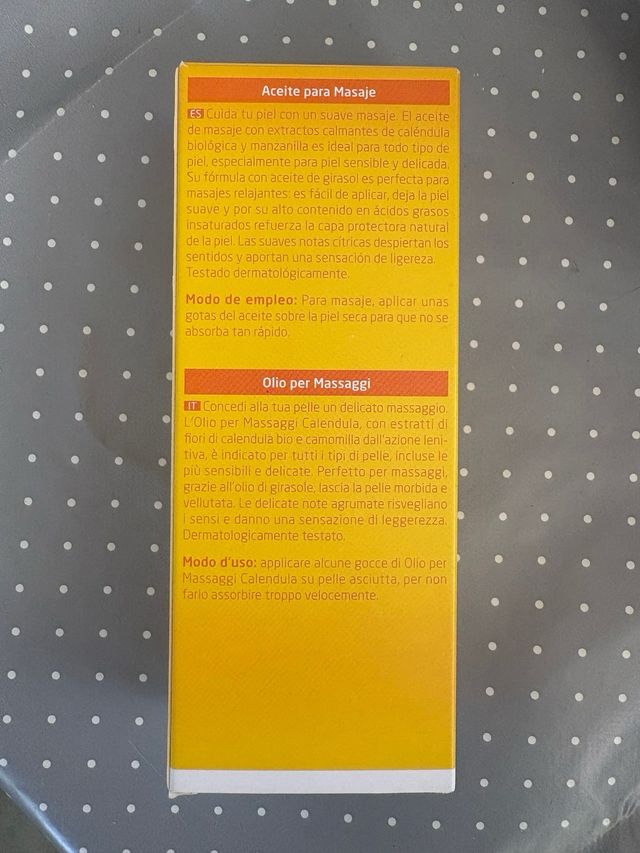 Aceite para Masaje
ES Cuida tu piel con un suave masaje. El aceite
de masaje con extractos calmantes de caléndula
biológica y manzanilla es ideal para todo tipo de
piel, especialmente para piel sensible y delicada.
Su fórmula con aceite de girasol es perfecta para
masajes relajantes: es fácil de aplicar, deja la piel
suave y por su alto contenido en ácidos grasos
insaturados refuerza la capa protectora natural
de la piel. Las suaves notas cítricas despiertan los
sentidos y aportan una sensación de ligereza.
Testado dermatológicamente.
Modo de empleo: Para masaje, aplicar unas
gotas del aceite sobre la piel seca para que no se
absorba tan rápido.
Olio per Massaggi
IT Concedi alla tua pelle un delicato massaggio.
L'Olio per Massaggi Calendula, con estratti di
fiori di calendula bio e camomilla dall'azione leni-
tiva, è indicato per tutti i tipi di pelle, incluse le
più sensibili e delicate. Perfetto per massaggi,
grazie all'olio di girasole, lascia la pelle morbida e
vellutata. Le delicate note agrumate risvegliano
i sensi e danno una sensazione di leggerezza.
Dermatologicamente testato.
Modo d'uso: applicare alcune gocce di Olio per
Massaggi Calendula su pelle asciutta, per non
farlo assorbire troppo velocemente.